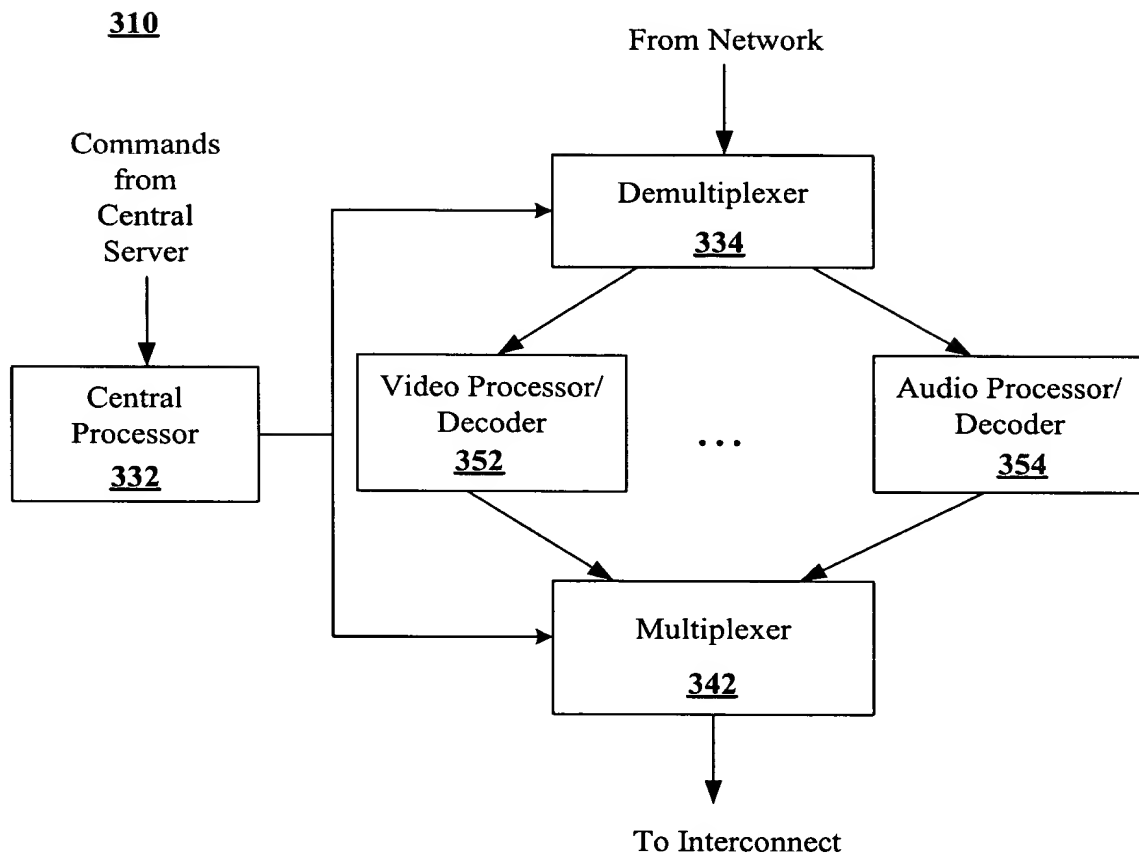 310
From Network
Commands
from
Central
Server
Demultiplexer
334
Central
Processor
332
Video Processor/
Decoder
352
...
Audio Processor/
Decoder
354
Multiplexer
342
To Interconnect